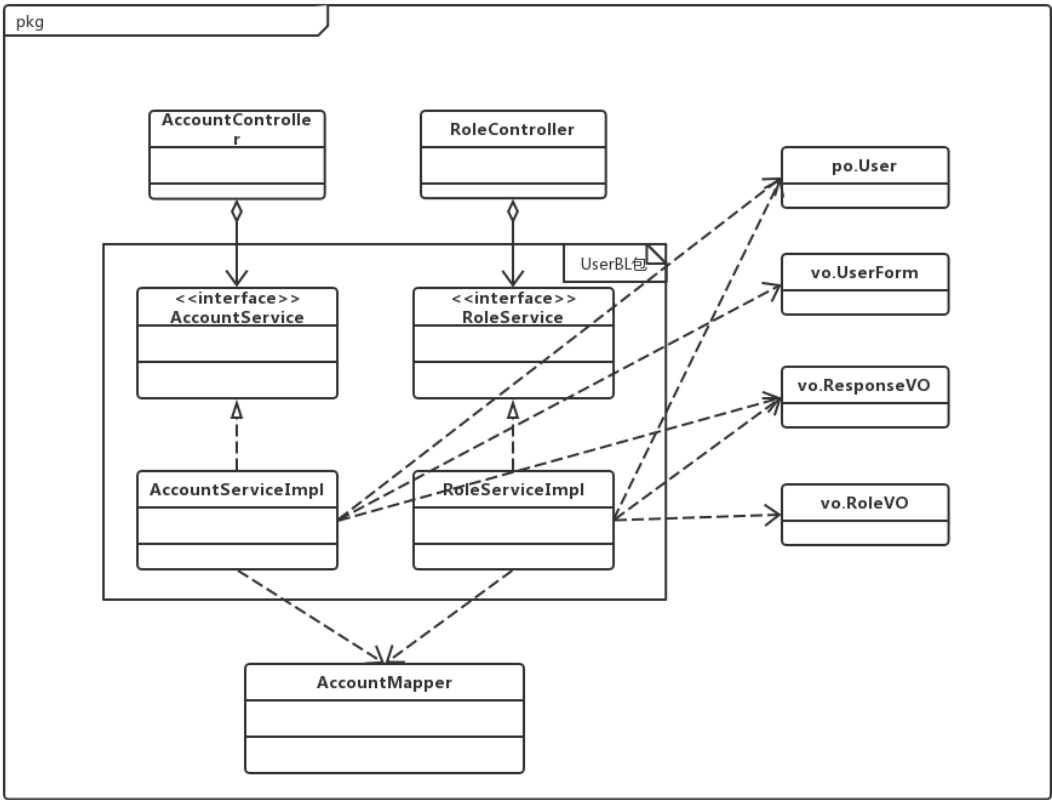 pkg
AccountControlle
r
RoleController
po.User
UserBL包
vo.UserForm
<<interface>>
AccountService
<<interface>>
RoleService
vo.ResponseVO
AccountServiceImpl
RoleServiceImpl
vo.RoleVO
AccountMapper